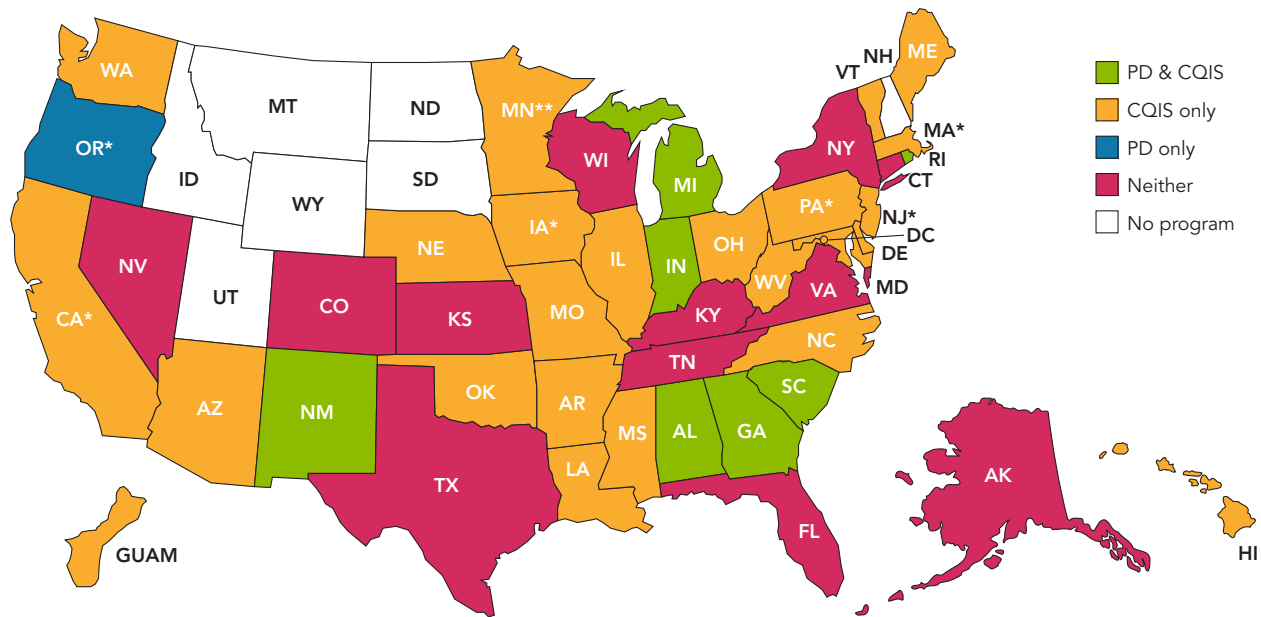 WA
MT
ND
MN**
VT
NH
ME
OR*
ID
WY
SD
WI
MI
NY
MA*
RI
CT
NV
UT
CO
NE
IA*
IL
IN
OH
PA*
NJ*
DC
DE
MD
CA*
KS
MO
KY
WV
VA
AZ
NM
OK
AR
TN
NC
SC
TX
LA
MS
AL
GA
FL
AK
HI
GUAM
PD & CQIS
CQIS only
PD only
Neither
No program